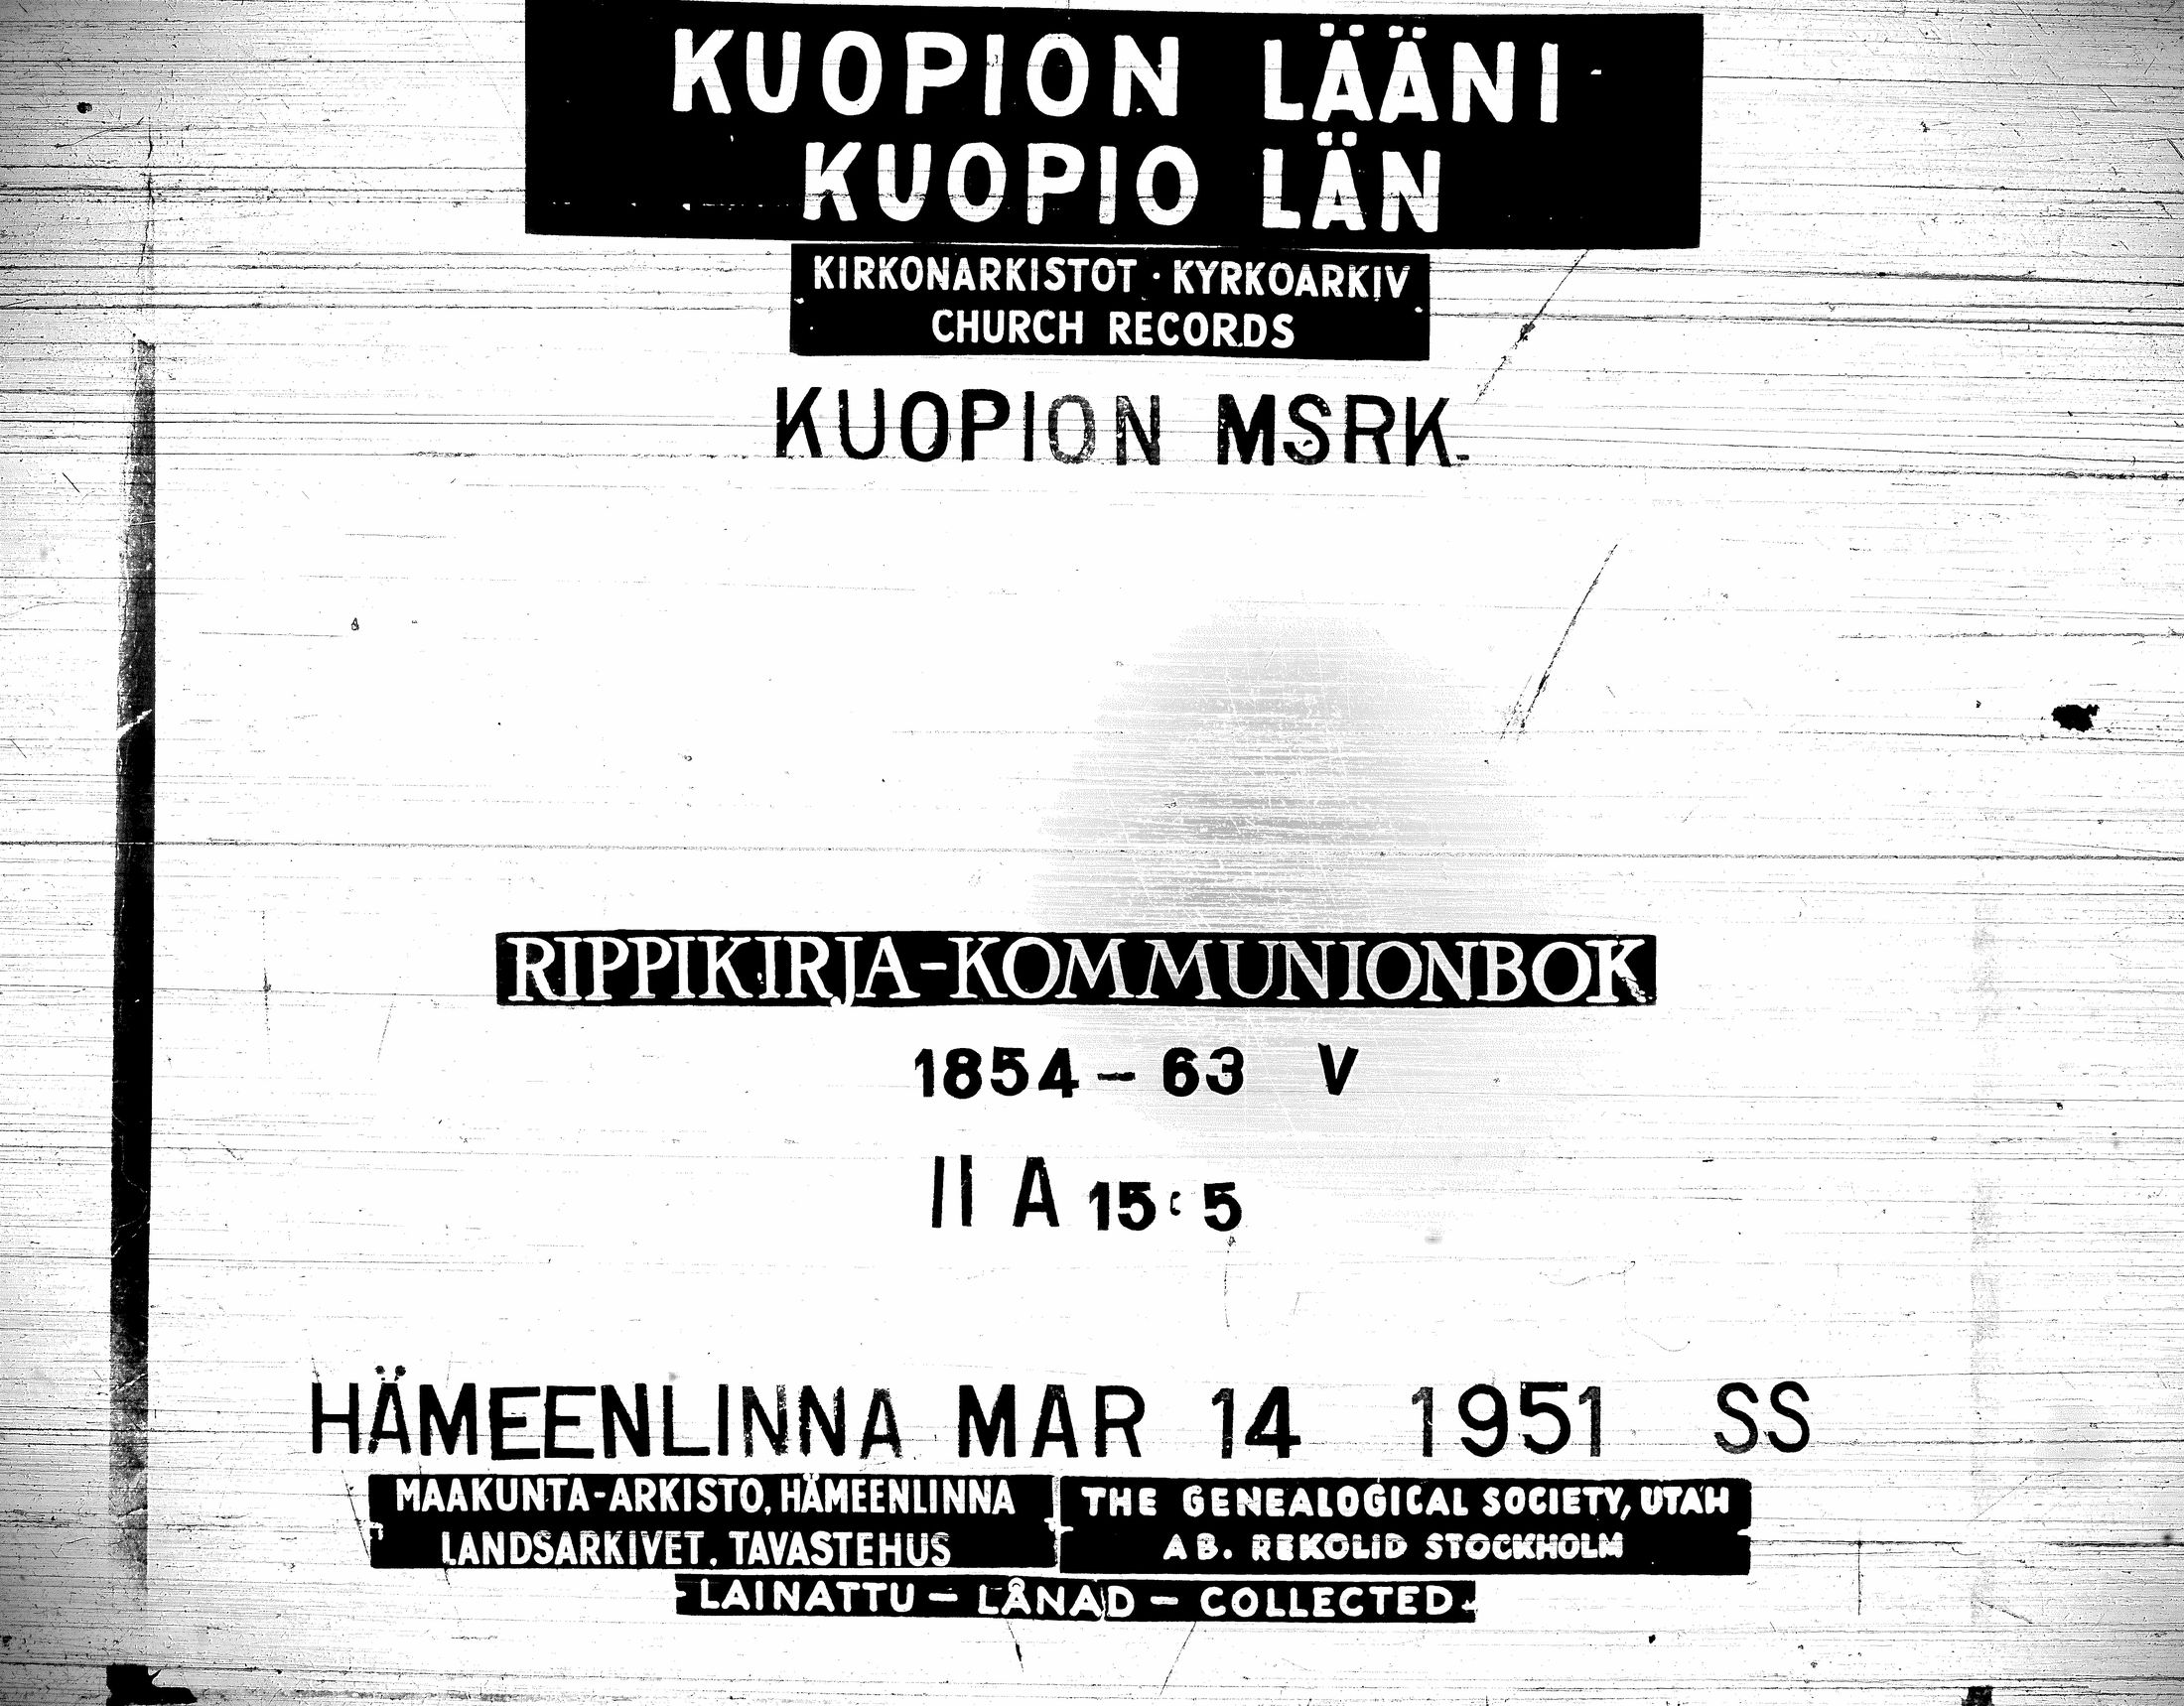 KUOPION LÄÄNI
KUOPIO LÄN
KIRKONARKISTOT · KYRKOARKIV
CHURCH RECORDS
KUOPION MSRK.
RIPPIKIRJA-KOMMUNIONBOK
1854 – 63 V
II A 15:5
HÄMEENLINNA MAR 14 1951 SS
MAAKUNTA-ARKISTO, HÄMEENLINNA
LANDSARKIVET, TAVASTEHUS
THE GENEALOGICAL SOCIETY, UTAH
AB. REKOLID STOCKHOLM
LAINATTU – LÅNAD – COLLECTED